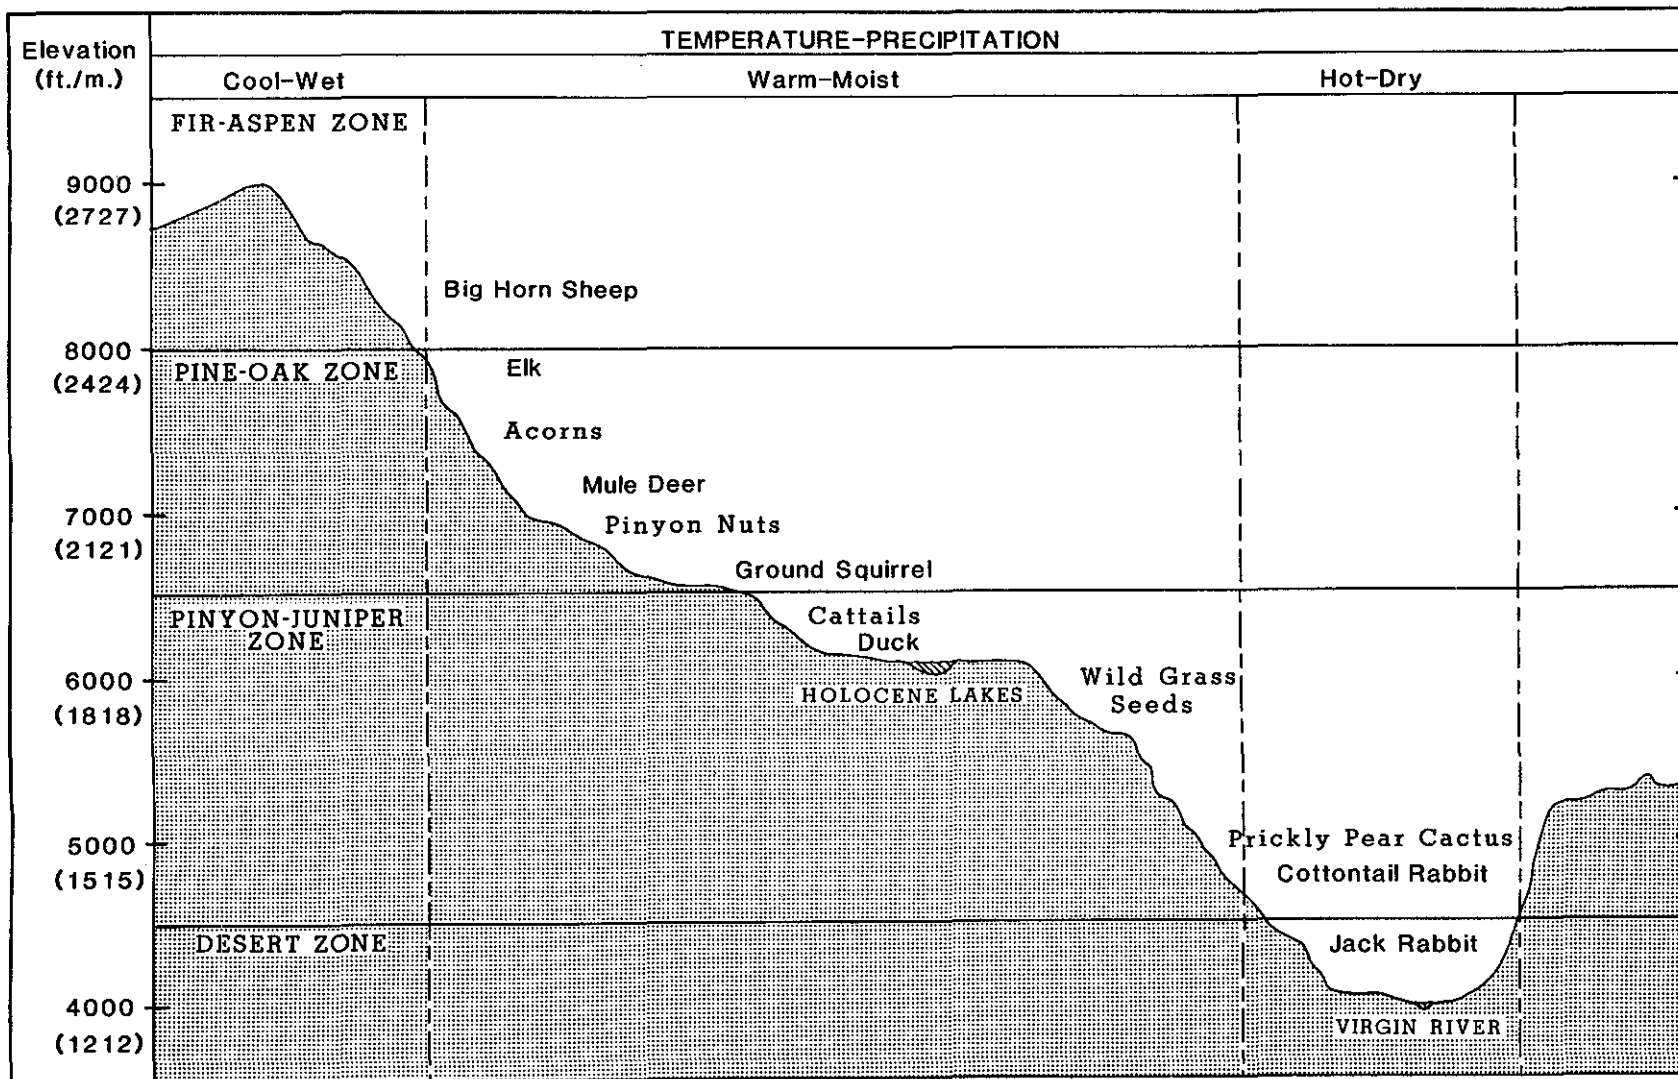 Elevation
(ft./m.)
TEMPERATURE-PRECIPITATION
Cool-Wet
Warm-Moist
Hot-Dry
FIR-ASPEN ZONE
9000
(2727)
Big Horn Sheep
8000
(2424)
PINE-OAK ZONE
Elk
Acorns
Mule Deer
7000
(2121)
Pinyon Nuts
Ground Squirrel
PINYON-JUNIPER
ZONE
Cattails
Duck
6000
(1818)
HOLOCENE LAKES
Wild Grass
Seeds
5000
(1515)
Prickly Pear Cactus
Cottontail Rabbit
DESERT ZONE
Jack Rabbit
4000
(1212)
VIRGIN RIVER